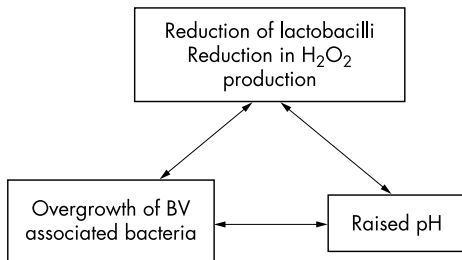 Reduction of lactobacilli
Reduction in H₂O₂
production
Overgrowth of BV
associated bacteria
Raised pH